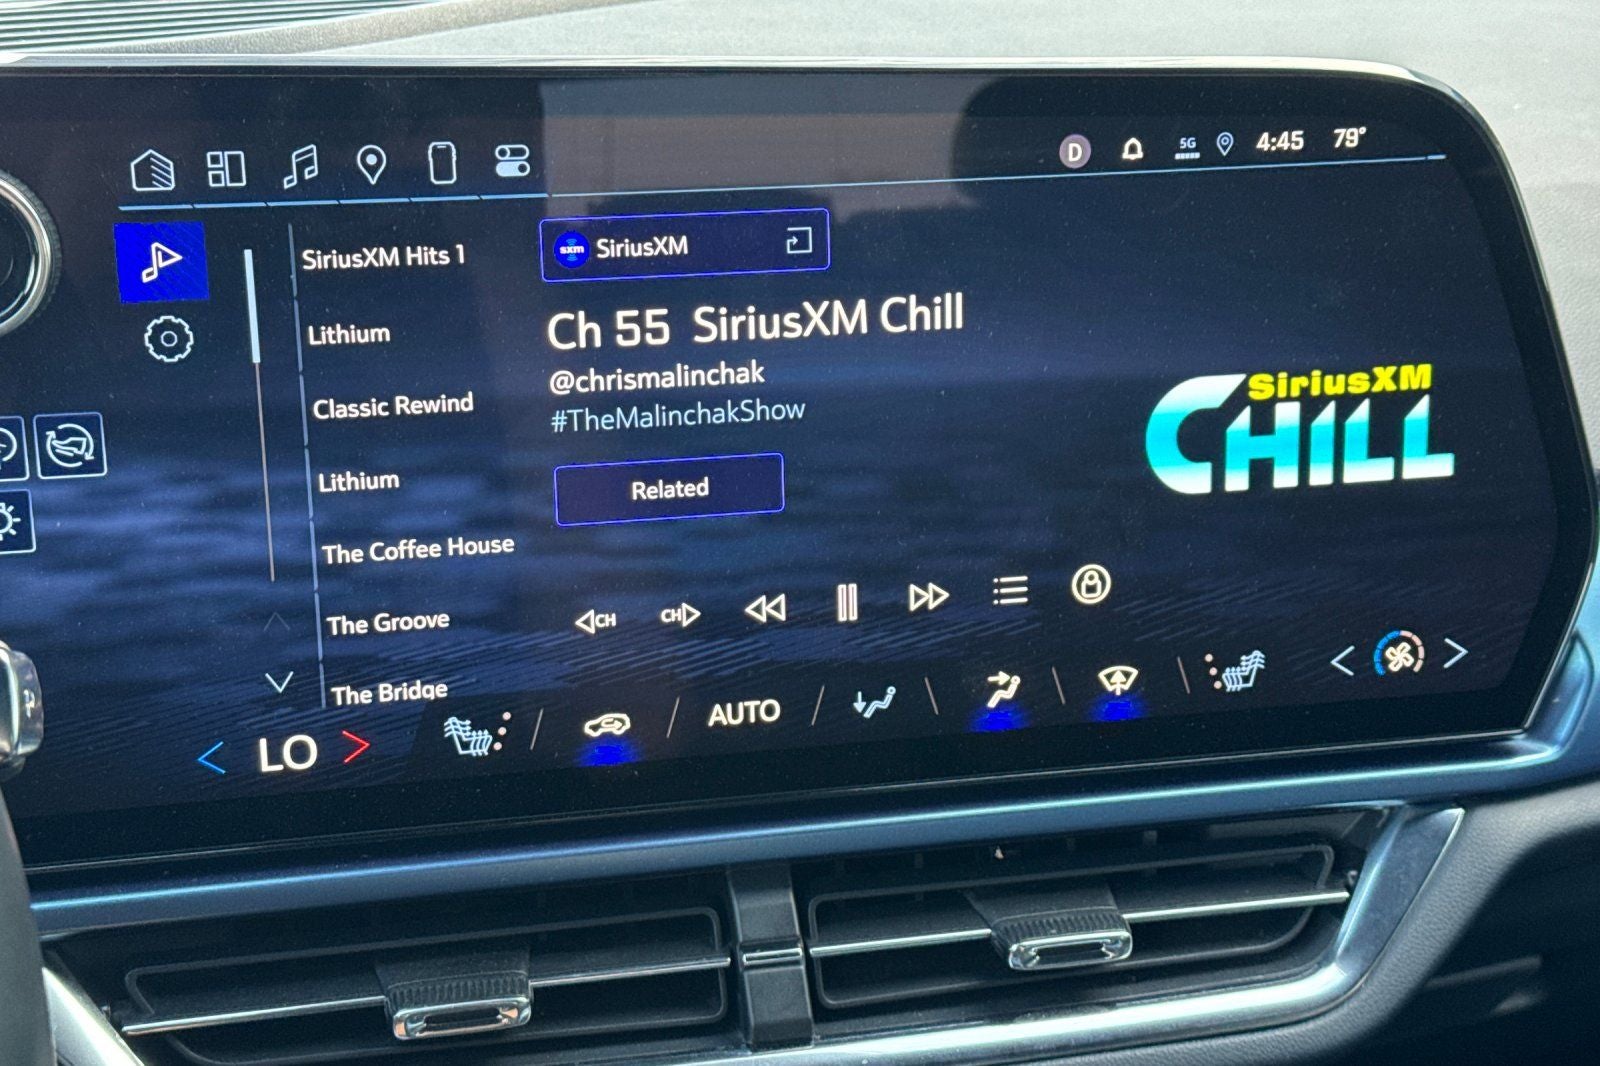 D
5G
4:45
79°
SiriusXM Hits 1
Lithium
Classic Rewind
Lithium
The Coffee House
The Groove
The Bridge
sxm SiriusXM
Ch 55 SiriusXM Chill
@chrismalinchak
#TheMalinchakShow
Related
SiriusXM
CHILL
CH
CH
LO
AUTO